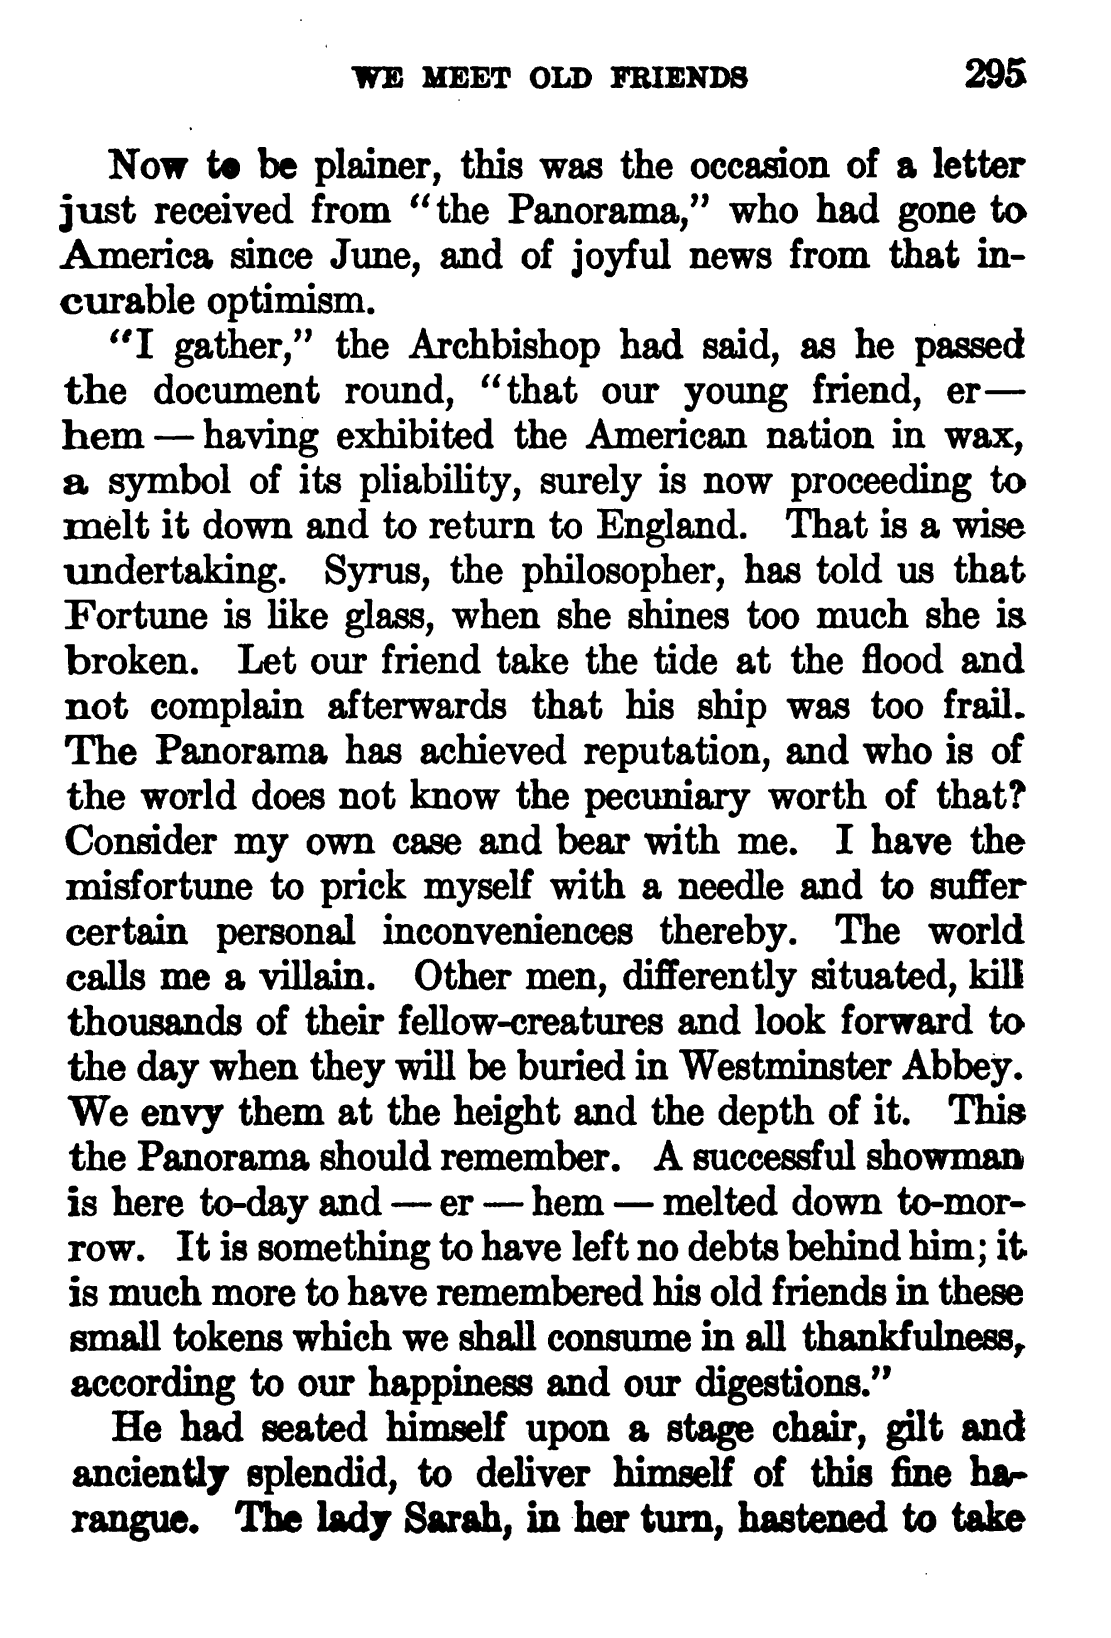 WE MEET OLD FRIENDS 295
Now to be plainer, this was the occasion of a letter
just received from "the Panorama," who had gone to
America since June, and of joyful news from that in-
curable optimism.
"I gather," the Archbishop had said, as he passed
the document round, "that our young friend, er—
hem — having exhibited the American nation in wax,
a symbol of its pliability, surely is now proceeding to
melt it down and to return to England. That is a wise
undertaking. Syrus, the philosopher, has told us that
Fortune is like glass, when she shines too much she is
broken. Let our friend take the tide at the flood and
not complain afterwards that his ship was too frail.
The Panorama has achieved reputation, and who is of
the world does not know the pecuniary worth of that?
Consider my own case and bear with me. I have the
misfortune to prick myself with a needle and to suffer
certain personal inconveniences thereby. The world
calls me a villain. Other men, differently situated, kill
thousands of their fellow-creatures and look forward to
the day when they will be buried in Westminster Abbey.
We envy them at the height and the depth of it. This
the Panorama should remember. A successful showman
is here to-day and — er — hem — melted down to-mor-
row. It is something to have left no debts behind him; it
is much more to have remembered his old friends in these
small tokens which we shall consume in all thankfulness,
according to our happiness and our digestions."
He had seated himself upon a stage chair, gilt and
anciently splendid, to deliver himself of this fine ha-
rangue. The lady Sarah, in her turn, hastened to take